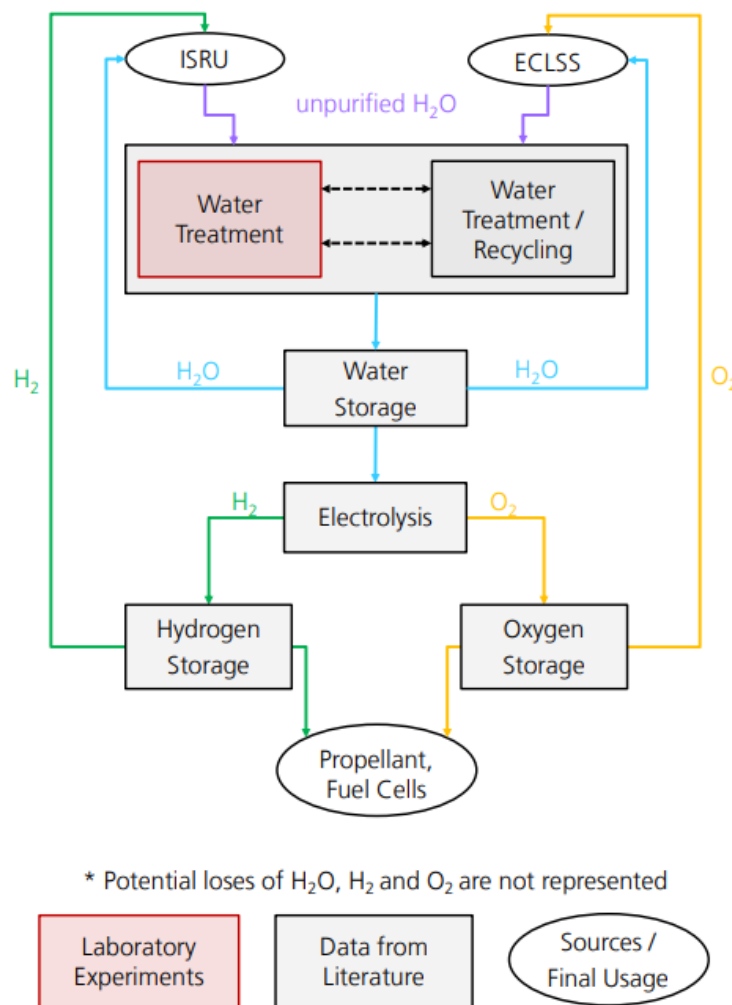 ISRU
ECLSS
unpurified H₂O
Water
Treatment
Water
Treatment /
Recycling
H₂
H₂O
Water
Storage
H₂O
O₂
H₂
Electrolysis
O₂
Hydrogen
Storage
Oxygen
Storage
Propellant,
Fuel Cells
* Potential loses of H₂O, H₂ and O₂ are not represented
Laboratory
Experiments
Data from
Literature
Sources /
Final Usage